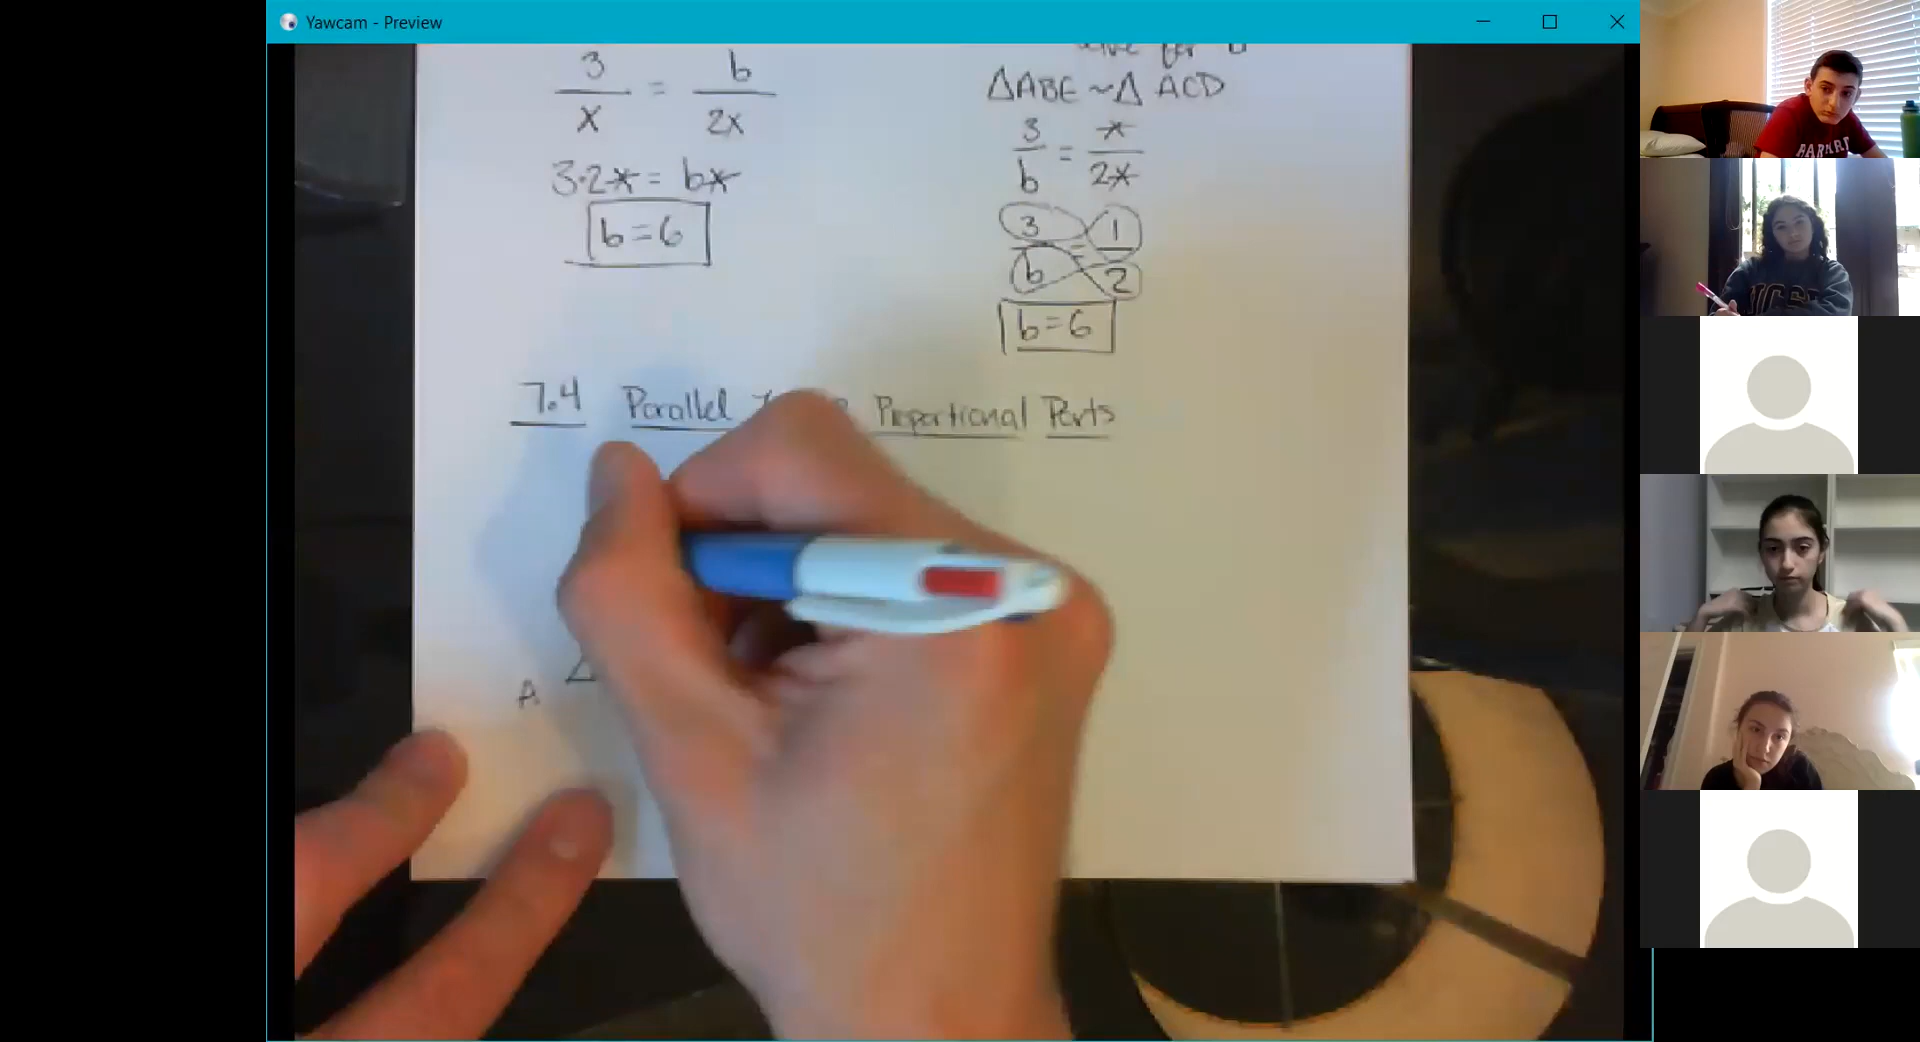 Yawcam - Preview
3/x = b/2x
3·2x = bx
b=6
for b
ΔABE ~ Δ ACD
3/b = x/2x
3/b = 1/2
b=6
7.4 Parallel Proportional Parts
A
Δ